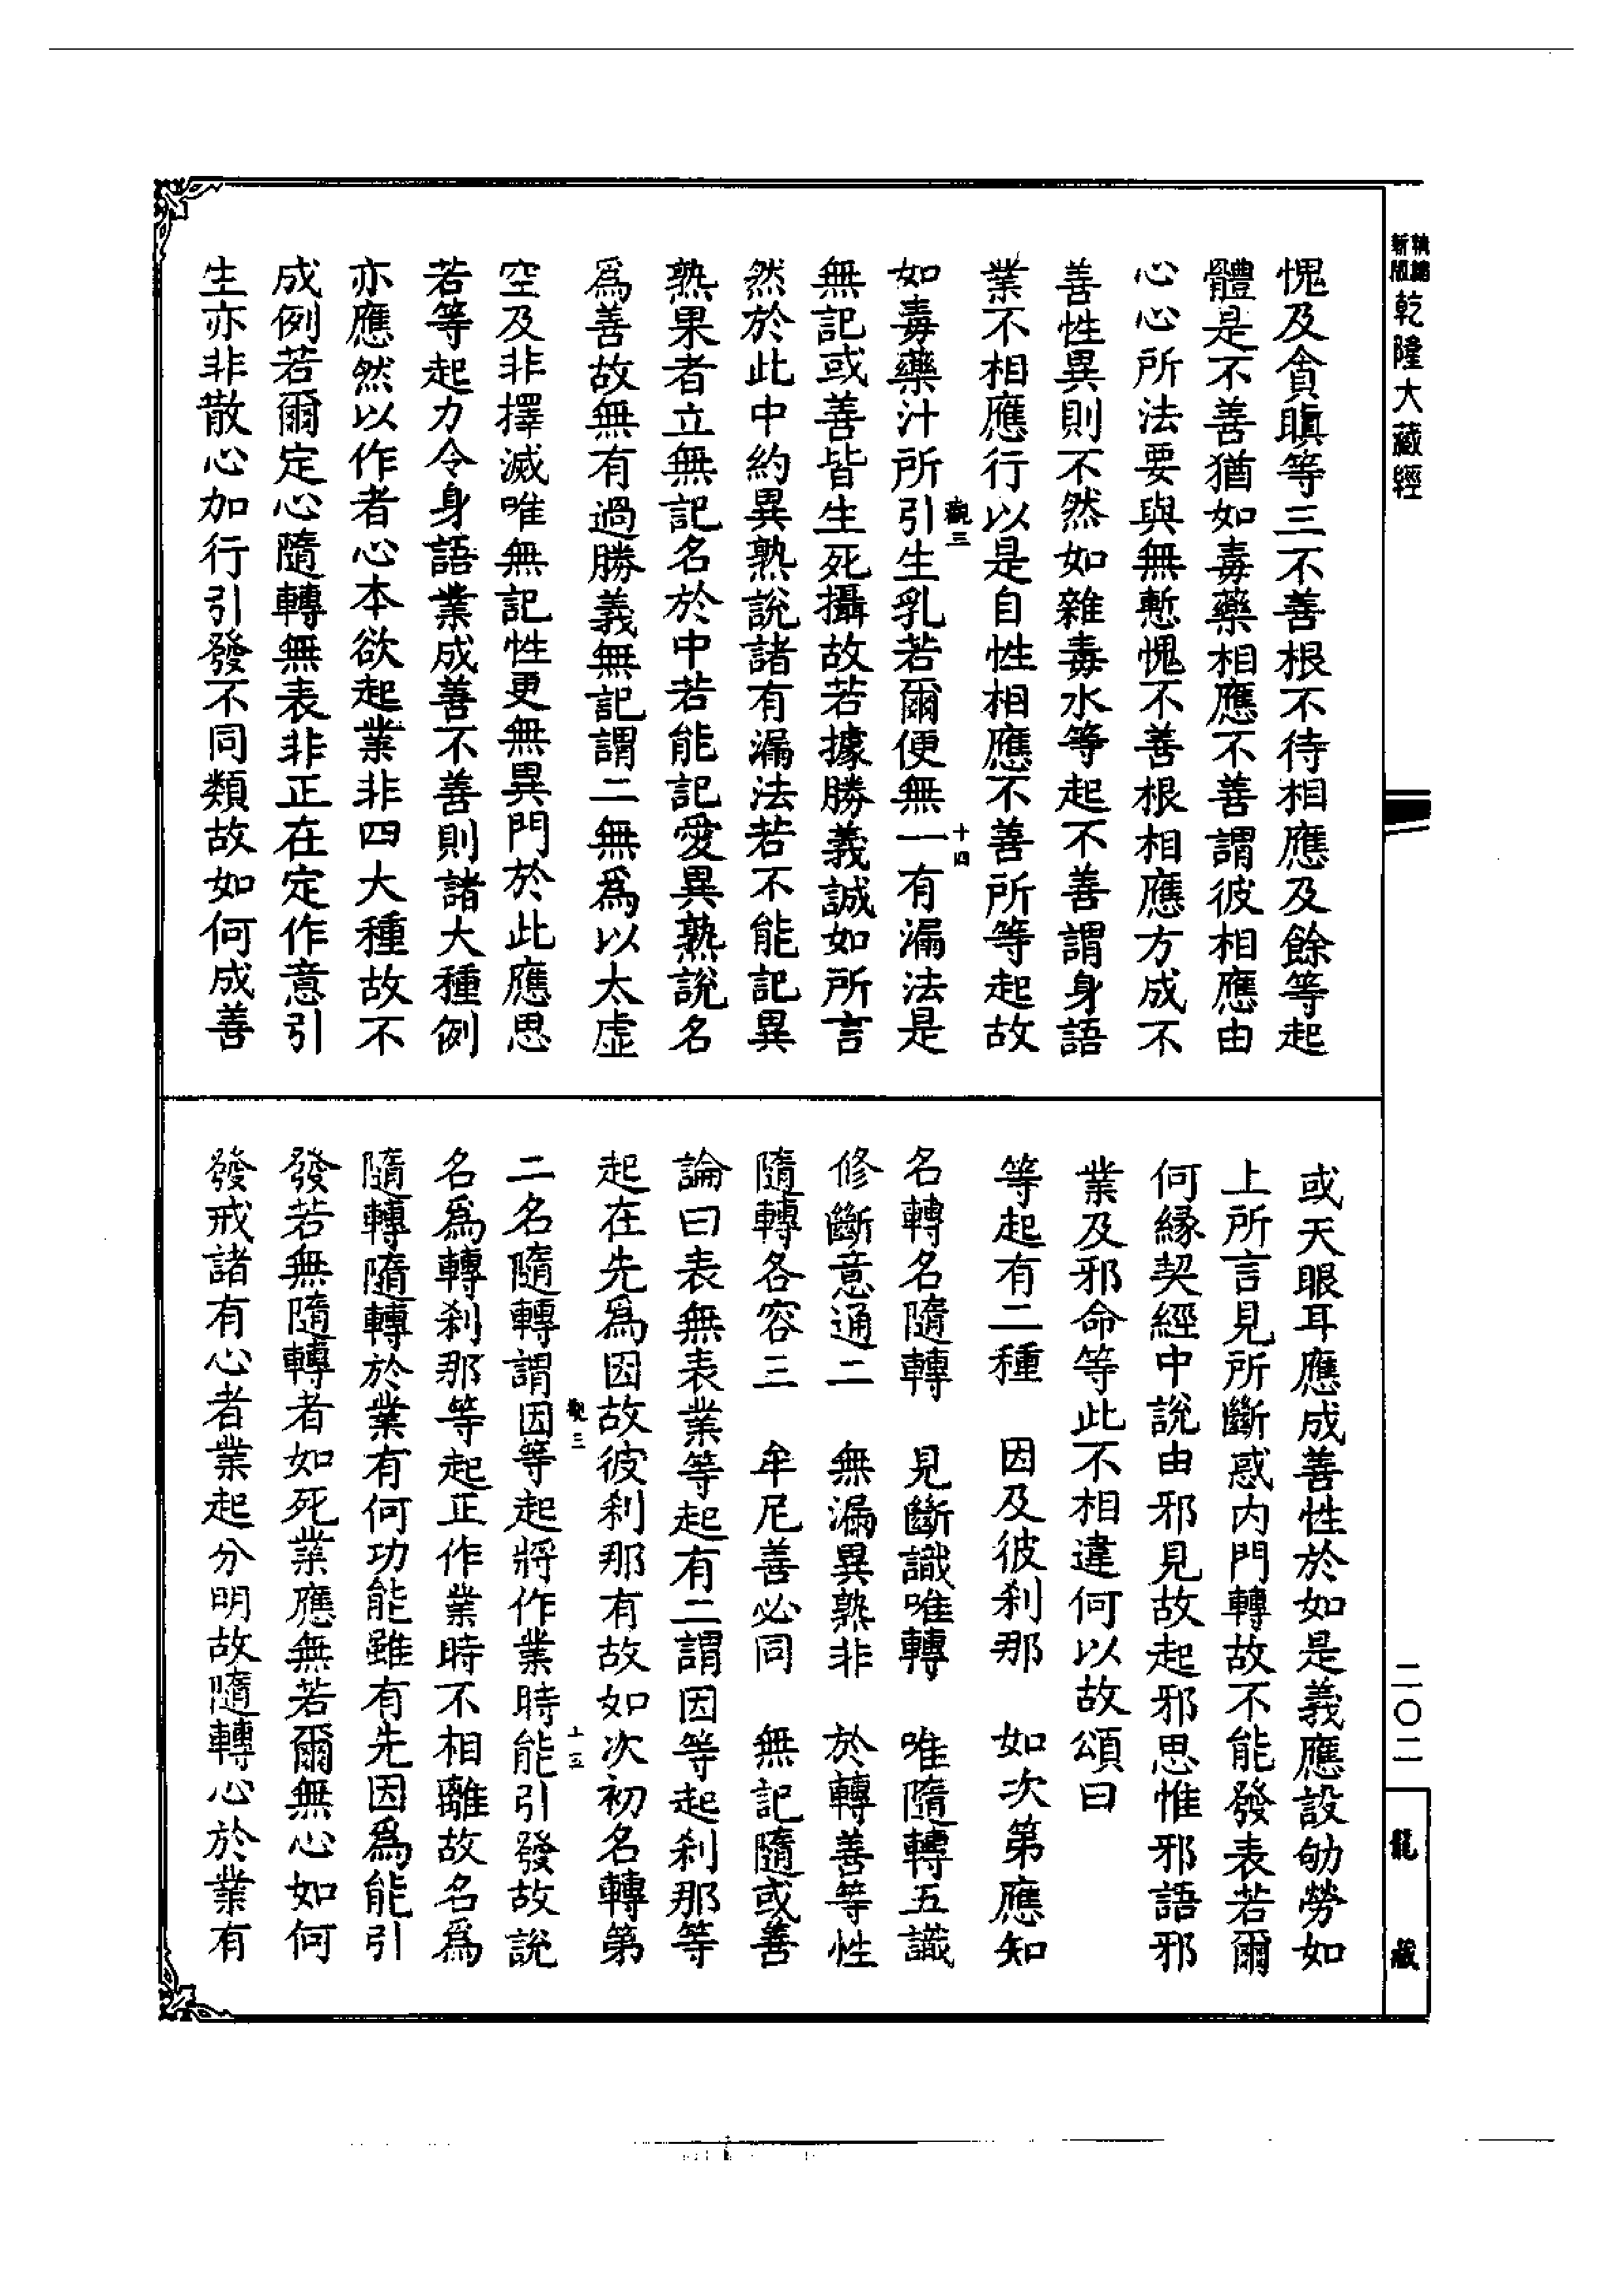 新編
新版
乾隆大藏經
愧及貪瞋等三不善根不待相應及餘等起
體是不善猶如毒藥相應不善謂彼相應由
心心所法要與無慙愧不善根相應方成不
善性異則不然如雜毒水等起不善謂身語
業不相應行以是自性相應不善所等起故
如毒藥汁所引生乳若爾便無一有漏法是
觀三
十四
無記或善皆生死攝故若據勝義誠如所言
然於此中約異熟說諸有漏法若不能記異
熟果者立無記名於中若能記愛異熟說名
爲善故無有過勝義無記謂二無爲以太虛
空及非擇滅唯無記性更無異門於此應思
若等起力令身語業成善不善則諸大種例
亦應然以作者心本欲起業非四大種故不
成例若爾定心隨轉無表非正在定作意引
生亦非散心加行引發不同類故如何成善
或天眼耳應成善性於如是義應設劬勞如
上所言見所斷惑內門轉故不能發表若爾
何緣契經中說由邪見故起邪思惟邪語邪
業及邪命等此不相違何以故頌曰
等起有二種　因及彼刹那　如次第應知
名轉名隨轉　見斷識唯轉　唯隨轉五識
修斷意通二　無漏異熟非　於轉善等性
隨轉各容三　牟尼善必同　無記隨或善
論曰表無表業等起有二謂因等起刹那等
起在先爲因故彼刹那有故如次初名轉第
二名隨轉謂因等起將作業時能引發故說
觀三
十五
名爲轉刹那等起正作業時不相離故名爲
隨轉隨轉於業有何功能雖有先因爲能引
發若無隨轉者如死業應無若爾無心如何
發戒諸有心者業起分明故隨轉心於業有
二〇二
龍藏